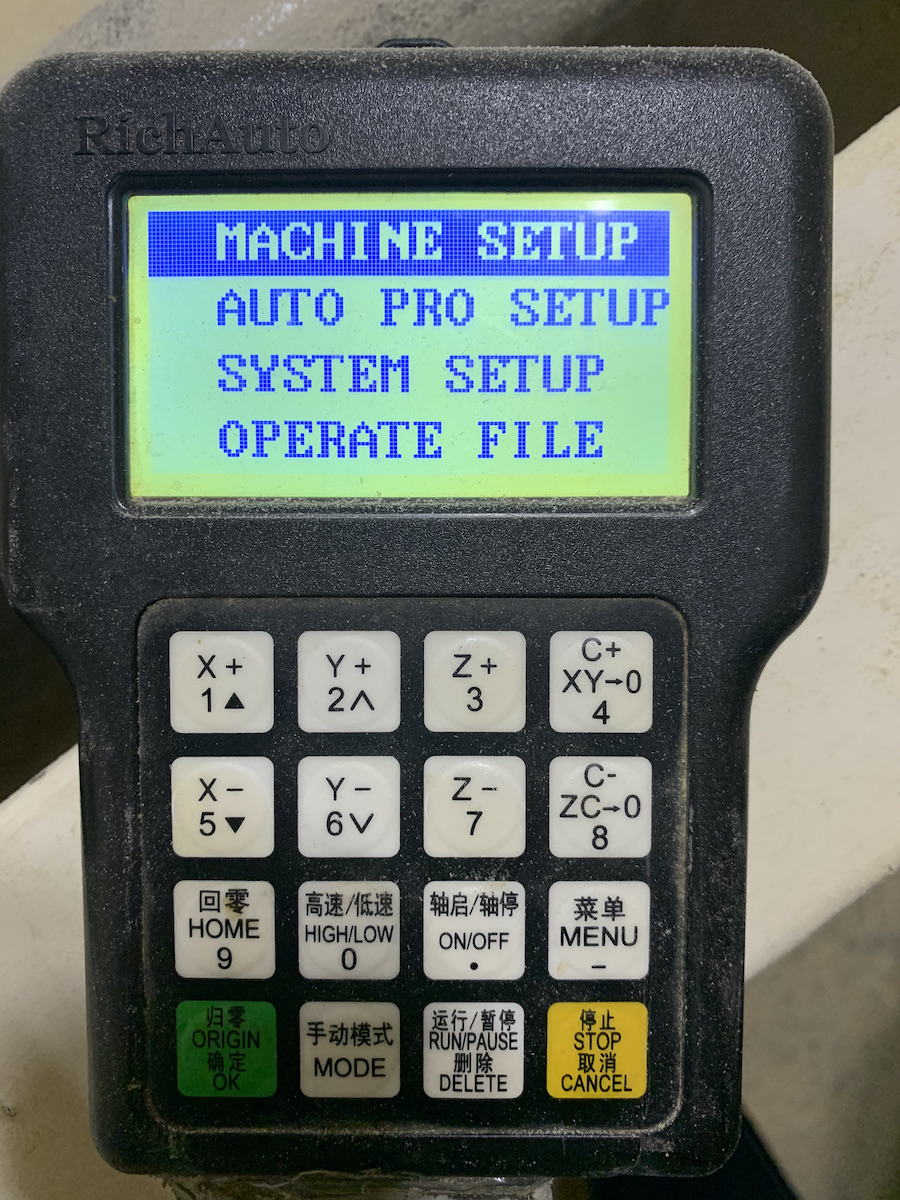 RichAuto
MACHINE SETUP
AUTO PRO SETUP
SYSTEM SETUP
OPERATE FILE
X+
1▲
Y+
2∧
Z+
3
C+
XY→0
4
X−
5▼
Y−
6∨
Z−
7
C-
ZC→0
8
回零
HOME
9
高速/低速
HIGH/LOW
0
轴启/轴停
ON/OFF
•
菜单
MENU
−
归零
ORIGIN
确定
OK
手动模式
MODE
运行/暂停
RUN/PAUSE
删除
DELETE
停止
STOP
取消
CANCEL